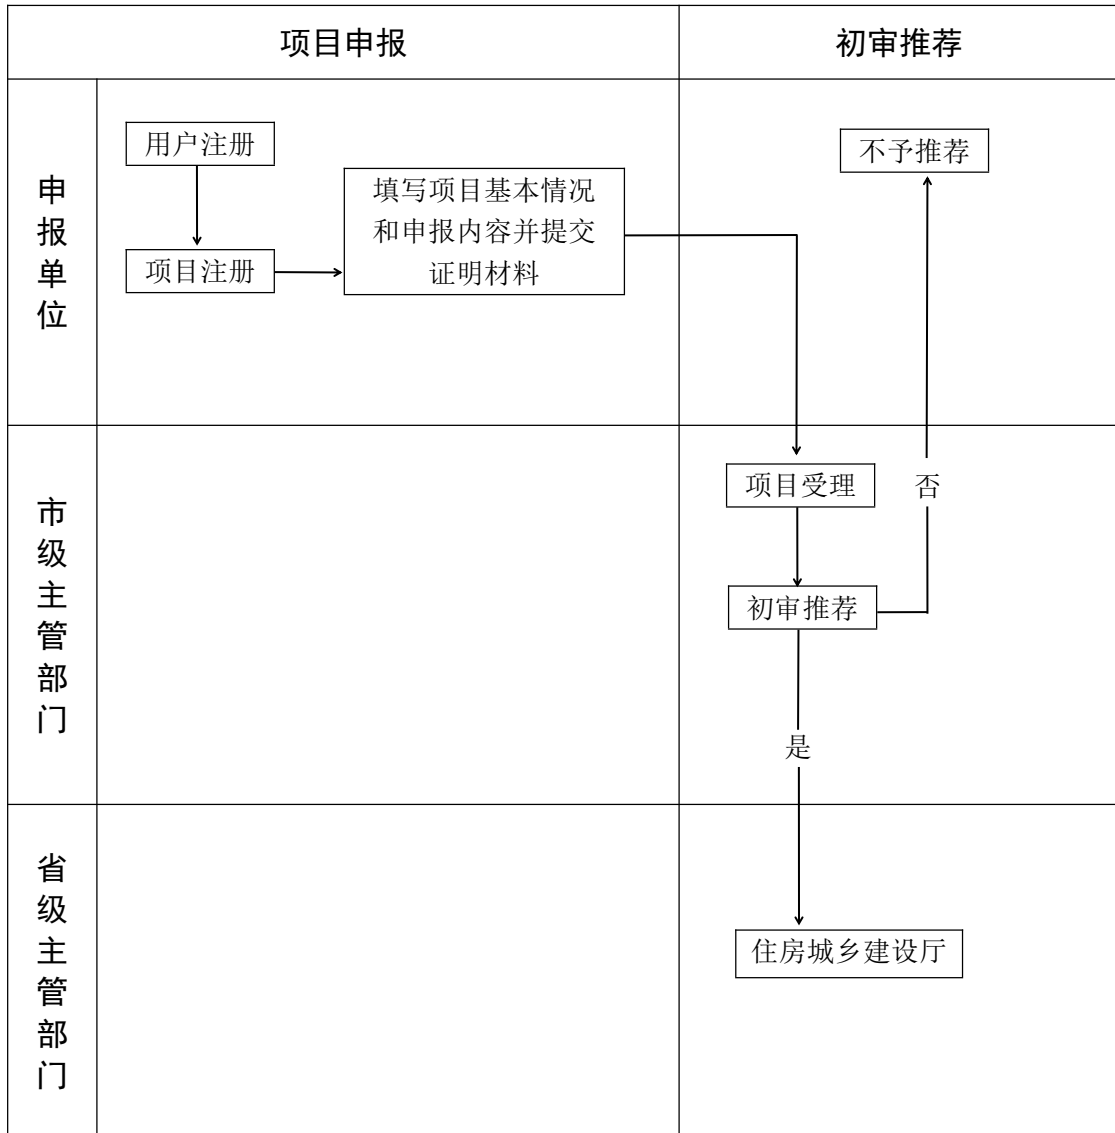 项目申报
初审推荐
申报单位
用户注册
项目注册
填写项目基本情况
和申报内容并提交
证明材料
不予推荐
市级主管部门
项目受理
否
初审推荐
是
省级主管部门
住房城乡建设厅